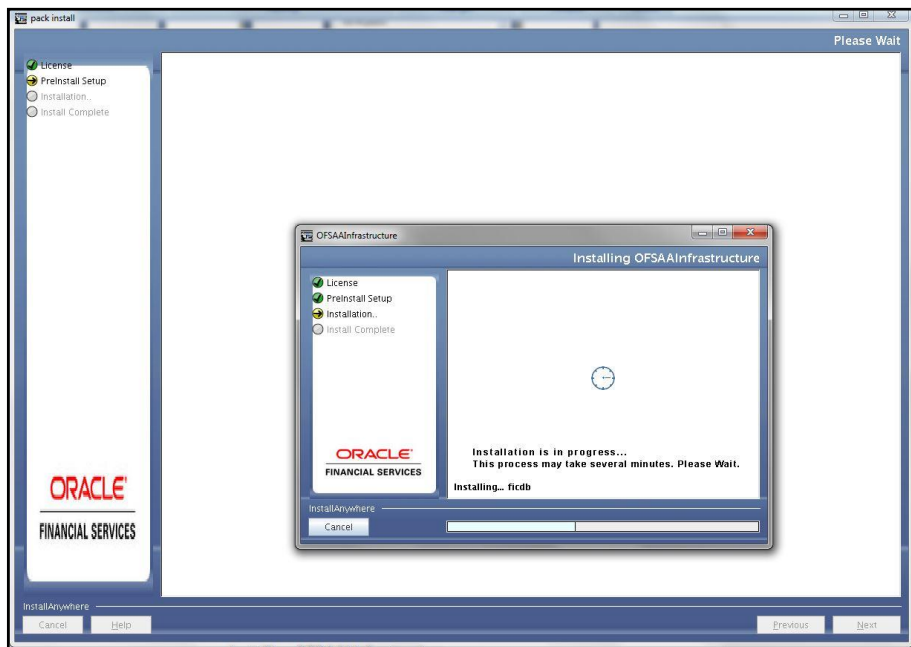 pack install
Please Wait
License
PreInstall Setup
Installation..
Install Complete
OFSAAInfrastructure
Installing OFSAAInfrastructure
License
PreInstall Setup
Installation..
Install Complete
ORACLE'
FINANCIAL SERVICES
Installation is in progress...
This process may take several minutes. Please Wait.
Installing... ficdb
InstallAnywhere
Cancel
ORACLE'
FINANCIAL SERVICES
InstallAnywhere
Cancel Help Previous Next